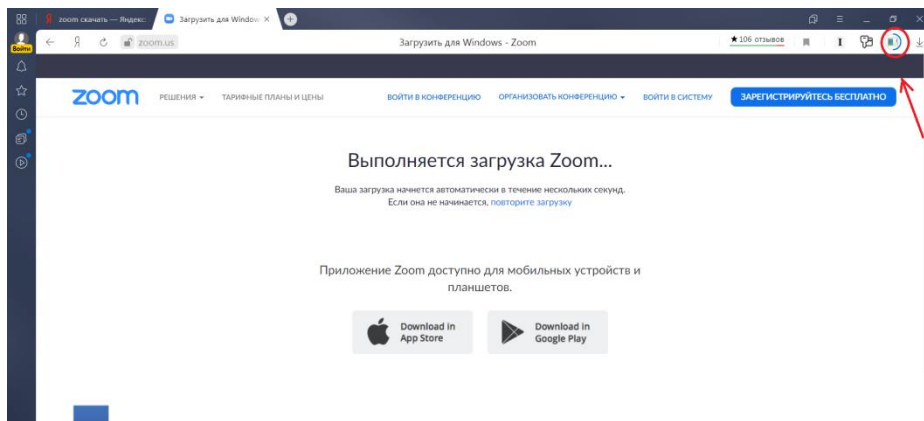 zoom скачать — Яндекс:
Загрузить для Window
Войти
Я
zoom.us
Загрузить для Windows - Zoom
★106 отзывов
zoom
РЕШЕНИЯ
ТАРИФНЫЕ ПЛАНЫ И ЦЕНЫ
ВОЙТИ В КОНФЕРЕНЦИЮ
ОРГАНИЗОВАТЬ КОНФЕРЕНЦИЮ
ВОЙТИ В СИСТЕМУ
ЗАРЕГИСТРИРУЙТЕСЬ БЕСПЛАТНО
Выполняется загрузка Zoom...
Ваша загрузка начнется автоматически в течение нескольких секунд.
Если она не начинается, повторите загрузку
Приложение Zoom доступно для мобильных устройств и
планшетов.
Download in
App Store
Download in
Google Play